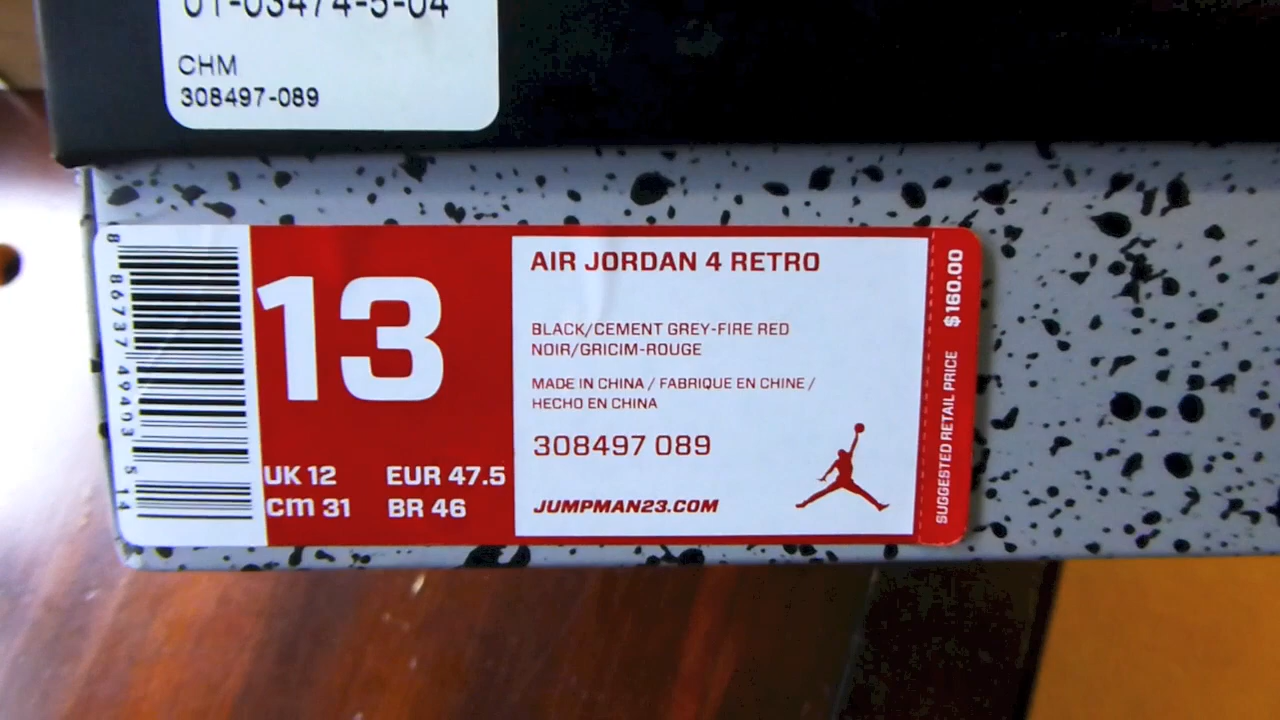 01-03474-5-04
CHM
308497-089
8 86737 49403 5 14
13
UK 12 EUR 47.5
cm 31 BR 46
AIR JORDAN 4 RETRO
BLACK/CEMENT GREY-FIRE RED
NOIR/GRICIM-ROUGE
MADE IN CHINA / FABRIQUE EN CHINE /
HECHO EN CHINA
308497 089
JUMPMAN23.COM
SUGGESTED RETAIL PRICE $160.00